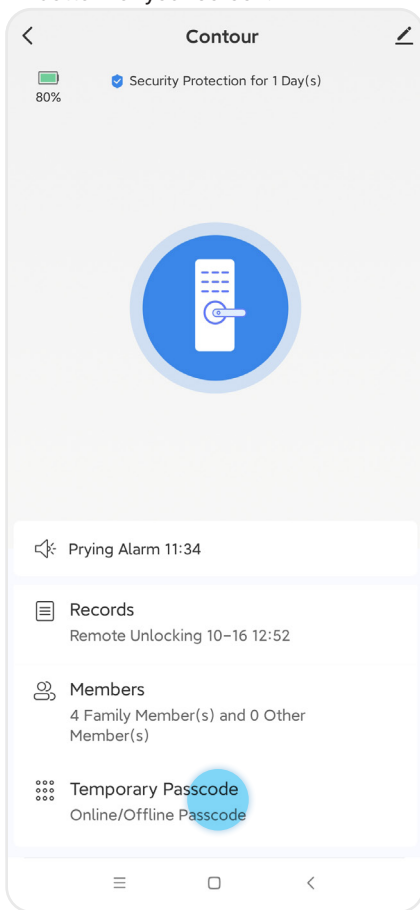 Contour
80%
Security Protection for 1 Day(s)
Prying Alarm 11:34
Records
Remote Unlocking 10-16 12:52
Members
4 Family Member(s) and 0 Other
Member(s)
Temporary Passcode
Online/Offline Passcode